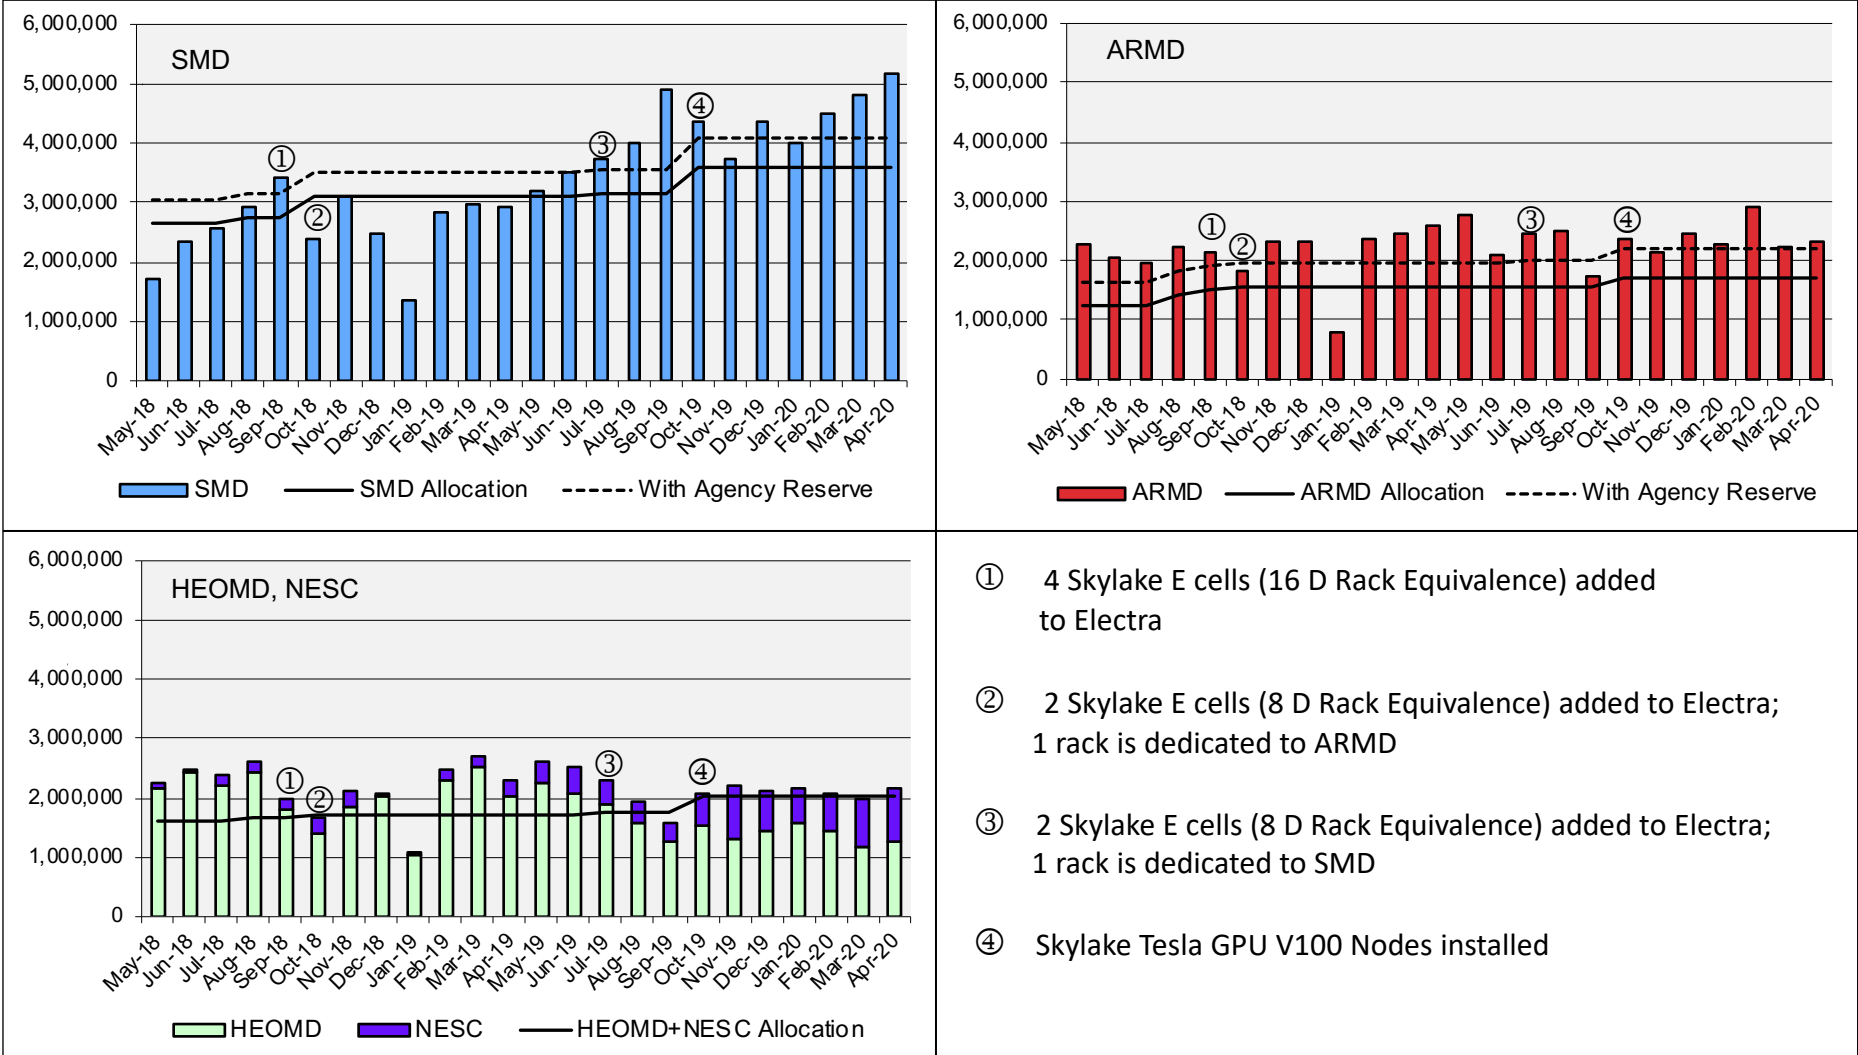 6,000,000
5,000,000
4,000,000
3,000,000
2,000,000
1,000,000
0
SMD
①
②
③
④
May-18
Jun-18
Jul-18
Aug-18
Sep-18
Oct-18
Nov-18
Dec-18
Jan-19
Feb-19
Mar-19
Apr-19
May-19
Jun-19
Jul-19
Aug-19
Sep-19
Oct-19
Nov-19
Dec-19
Jan-20
Feb-20
Mar-20
Apr-20
SMD SMD Allocation With Agency Reserve
6,000,000
5,000,000
4,000,000
3,000,000
2,000,000
1,000,000
0
ARMD
①
②
③
④
May-18
Jun-18
Jul-18
Aug-18
Sep-18
Oct-18
Nov-18
Dec-18
Jan-19
Feb-19
Mar-19
Apr-19
May-19
Jun-19
Jul-19
Aug-19
Sep-19
Oct-19
Nov-19
Dec-19
Jan-20
Feb-20
Mar-20
Apr-20
ARMD ARMD Allocation With Agency Reserve
6,000,000
5,000,000
4,000,000
3,000,000
2,000,000
1,000,000
0
HEOMD, NESC
①
②
③
④
May-18
Jun-18
Jul-18
Aug-18
Sep-18
Oct-18
Nov-18
Dec-18
Jan-19
Feb-19
Mar-19
Apr-19
May-19
Jun-19
Jul-19
Aug-19
Sep-19
Oct-19
Nov-19
Dec-19
Jan-20
Feb-20
Mar-20
Apr-20
HEOMD NESC HEOMD+NESC Allocation
① 4 Skylake E cells (16 D Rack Equivalence) added
to Electra
② 2 Skylake E cells (8 D Rack Equivalence) added to Electra;
1 rack is dedicated to ARMD
③ 2 Skylake E cells (8 D Rack Equivalence) added to Electra;
1 rack is dedicated to SMD
④ Skylake Tesla GPU V100 Nodes installed